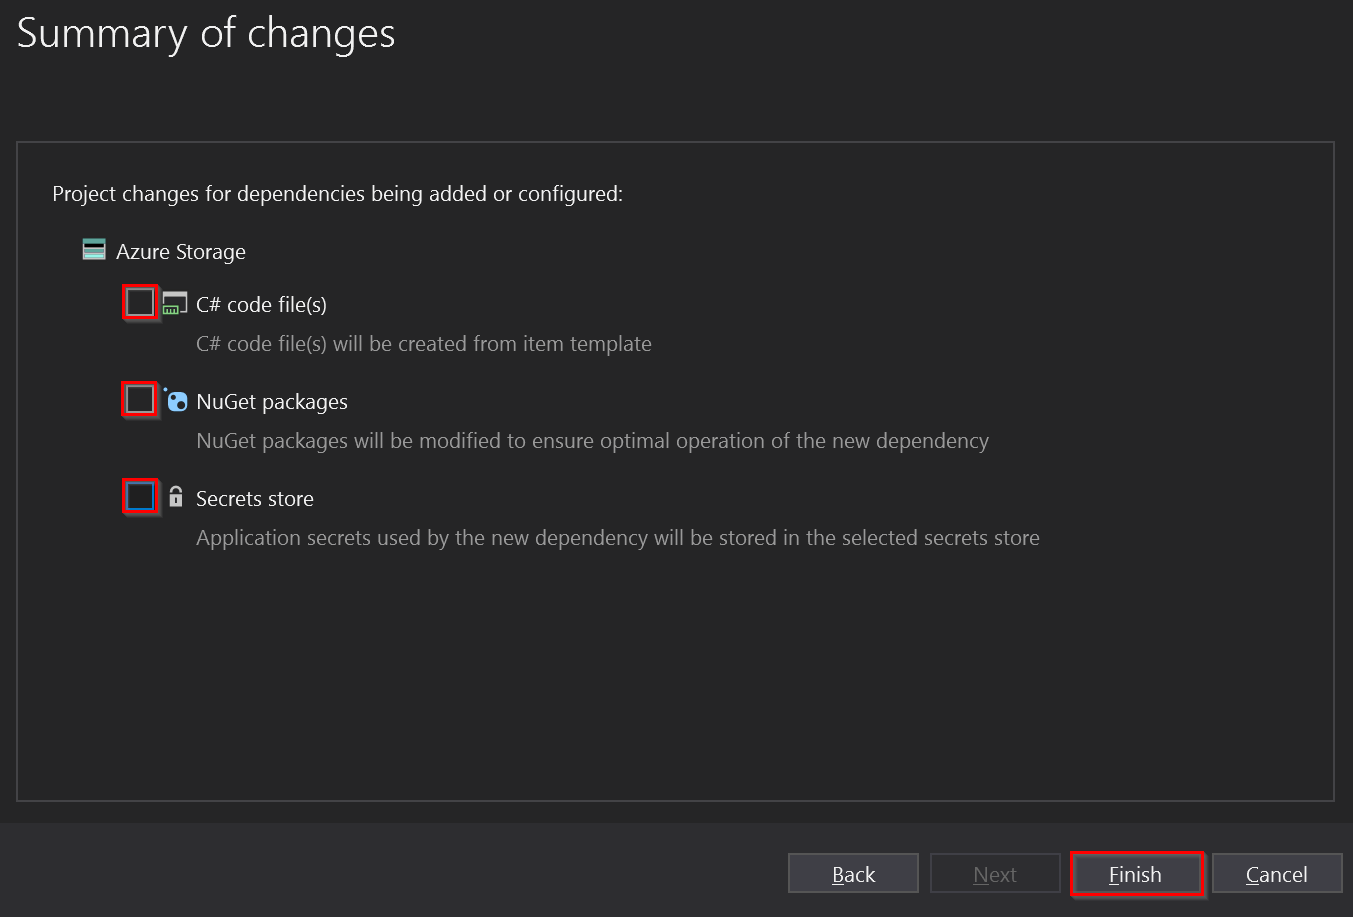 Summary of changes
Project changes for dependencies being added or configured:
Azure Storage
C# code file(s)
C# code file(s) will be created from item template
NuGet packages
NuGet packages will be modified to ensure optimal operation of the new dependency
Secrets store
Application secrets used by the new dependency will be stored in the selected secrets store
Back Next Finish Cancel